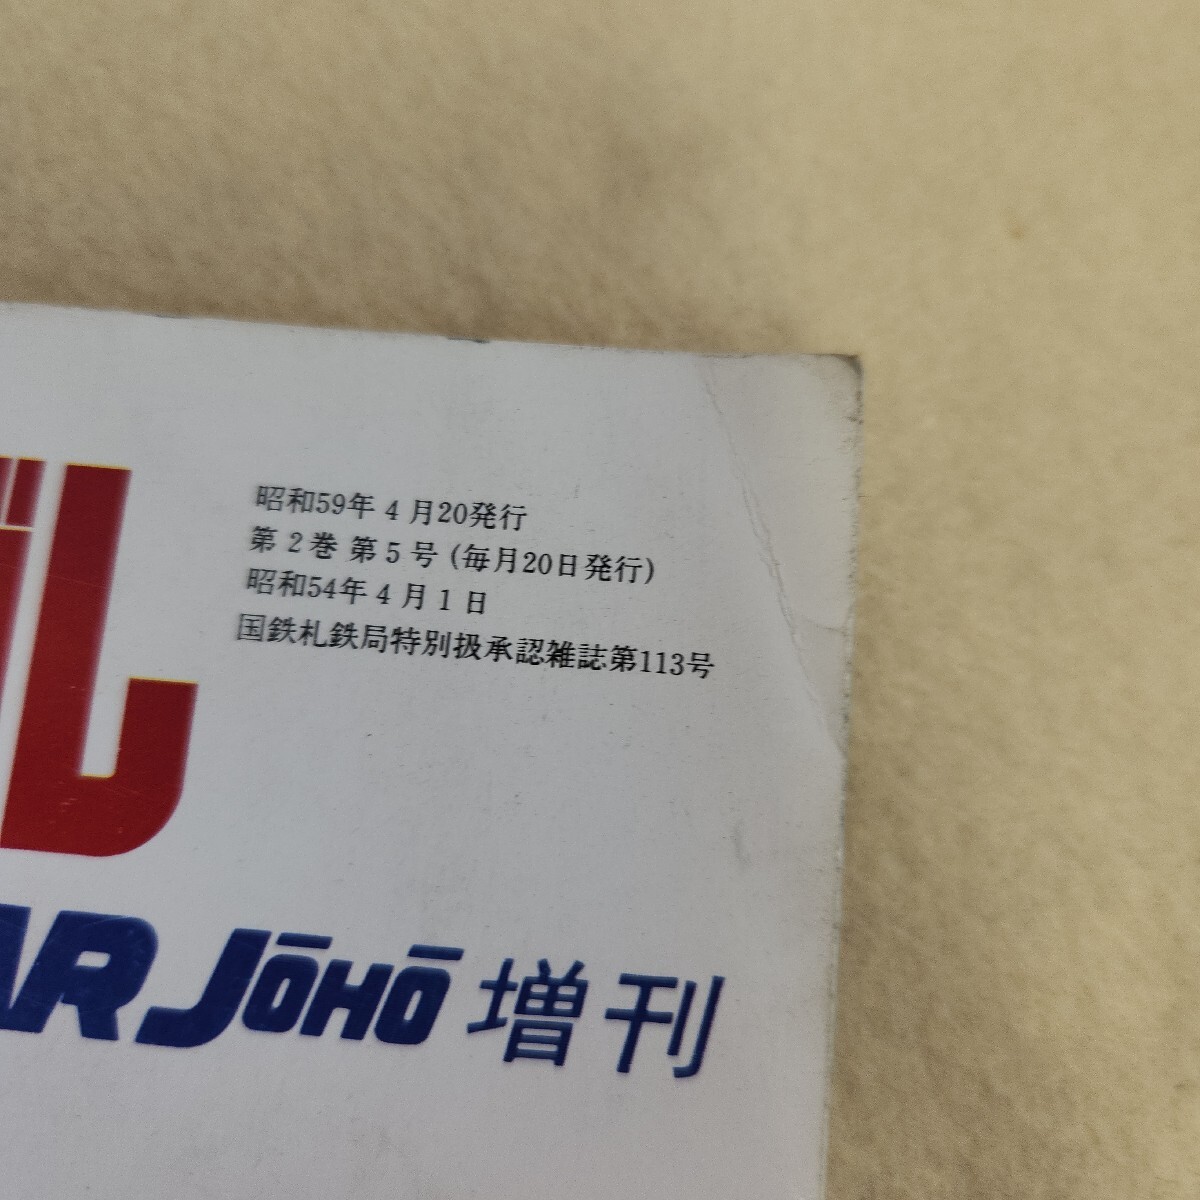 昭和59年4月20発行
第2巻 第5号 (毎月20日発行)
昭和54年4月1日
国鉄札鉄局特別扱承認雑誌第113号
AR JŌHŌ 増刊